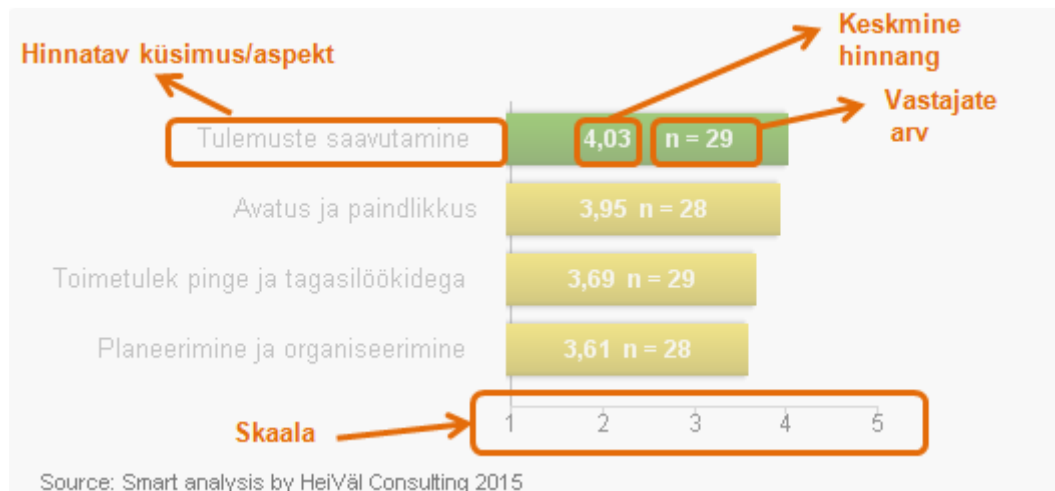 Keskmine
hinnang
Hinnatav küsimus/aspekt
Vastajate
arv
Tulemuste saavutamine 4,03 n = 29
Avatus ja paindlikkus 3,95 n = 28
Toimetulek pinge ja tagasilöökidega 3,69 n = 29
Planeerimine ja organiseerimine 3,61 n = 28
1 2 3 4 5
Skaala
Source: Smart analysis by HeiVäl Consulting 2015